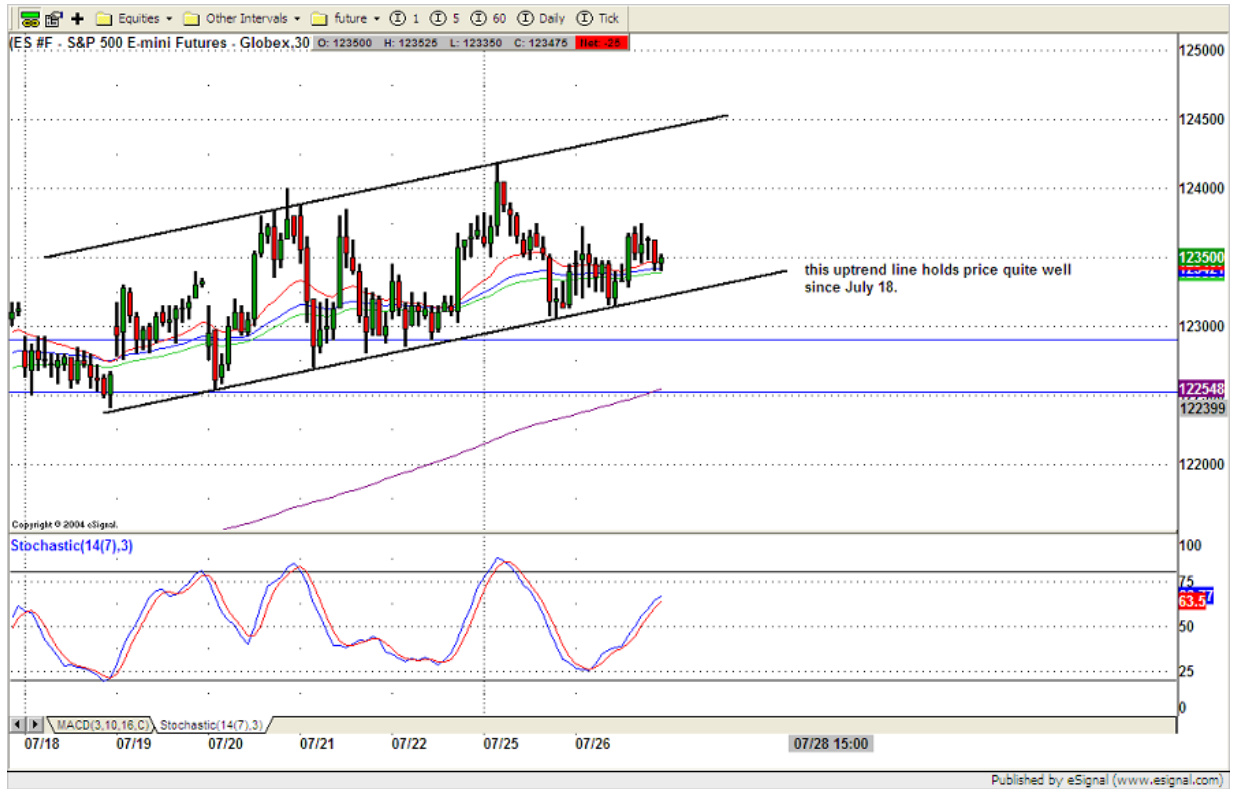 Equities Other Intervals future 1 5 60 Daily Tick
(ES #F - S&P 500 E-mini Futures - Globex,30 O: 123500 H: 123525 L: 123350 C: 123475 Net: -25
125000
124500
124000
123500
this uptrend line holds price quite well
since July 18.
123000
122548
122399
122000
Copyright © 2004 eSignal.
Stochastic(14(7),3)
100
75
63.5
50
25
0
MACD(3,10,16,C) Stochastic(14(7),3)
07/18 07/19 07/20 07/21 07/22 07/25 07/26 07/28 15:00
Published by eSignal (www.esignal.com)